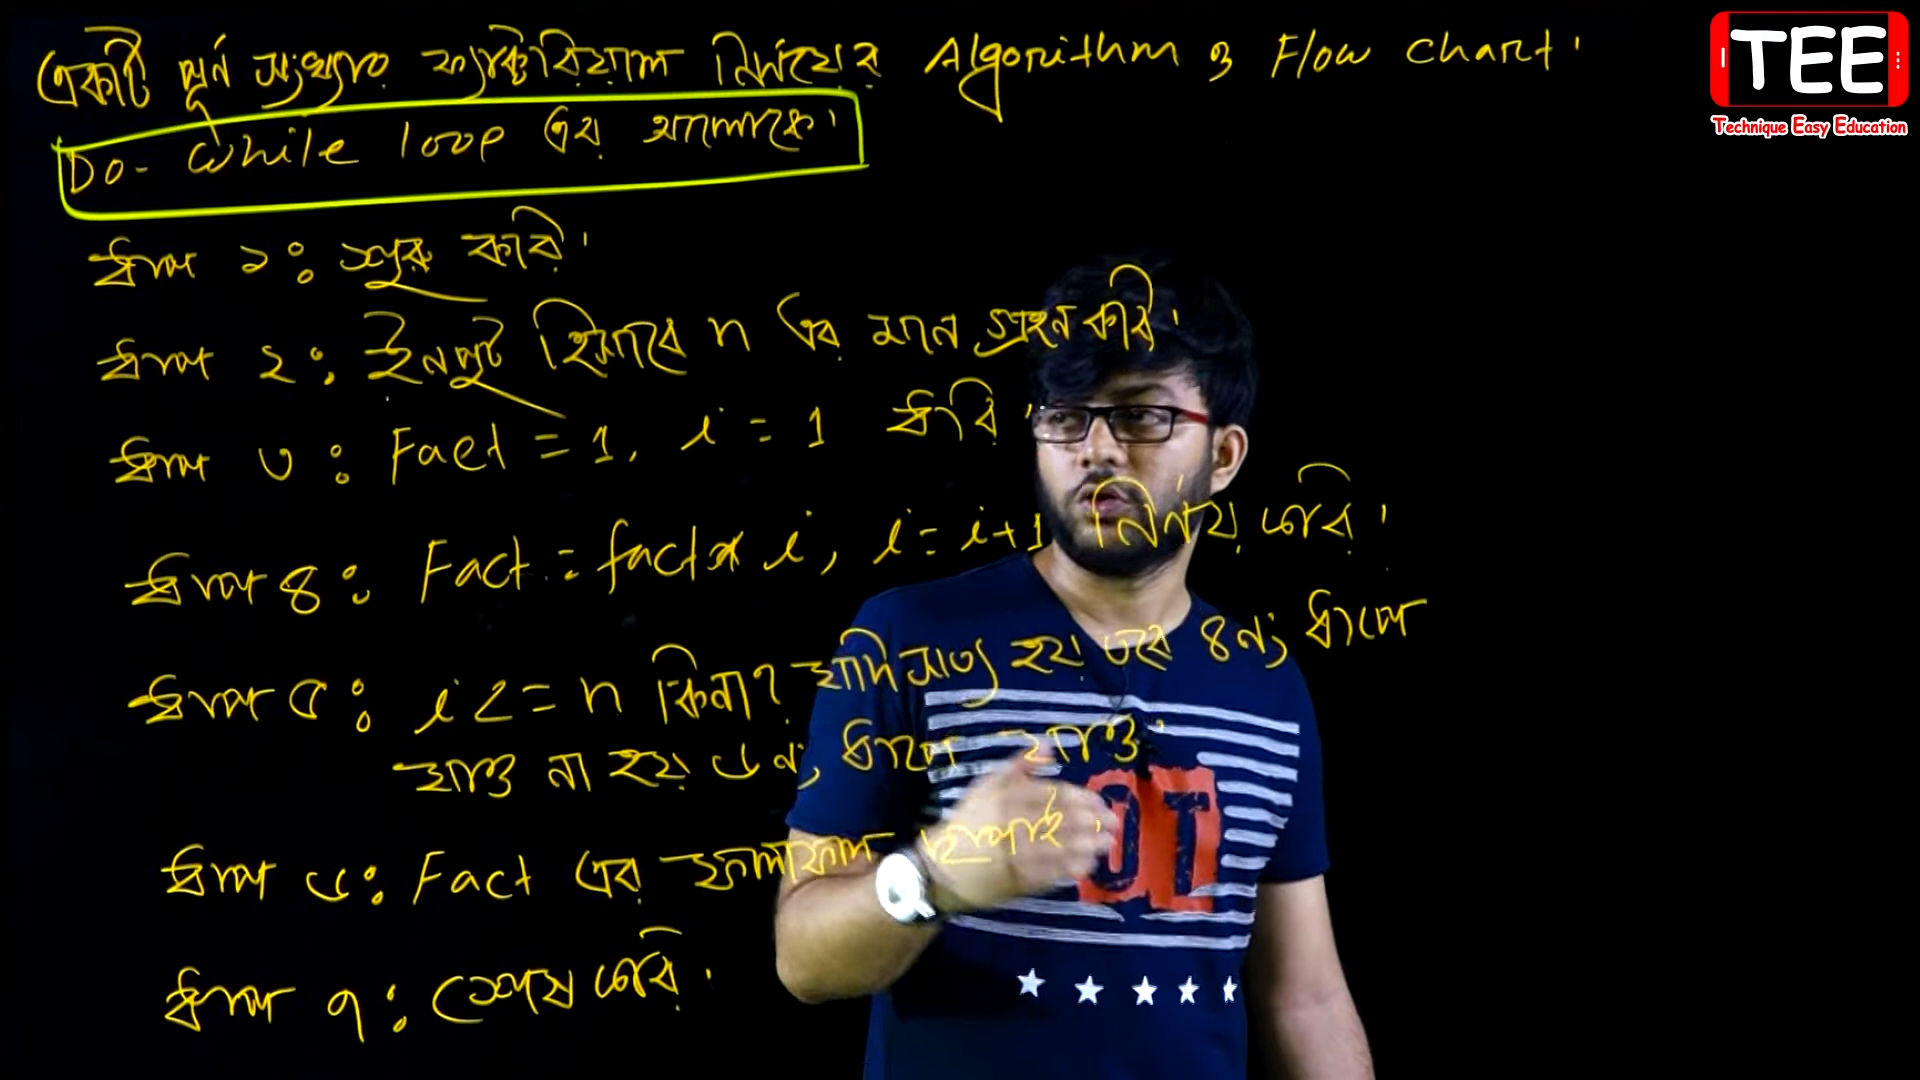 একটি পূর্ন সংখ্যার ফ্যাক্টরিয়াল নির্ণয়ের Algorithm ও Flow chart।
Do-While loop এর আলোকে।
ধাপ ১: শুরু করি।
ধাপ ২: ইনপুট হিসাবে n এর মান গ্রহন করি।
ধাপ ৩: Fact = 1, i = 1 ধরি।
ধাপ ৪: Fact = fact * i, i = i+1 নির্ণয় করি।
ধাপ ৫: i <= n কিনা? যদি সত্য হয় তবে ৪নং ধাপে
যাও না হয় ৬নং ধাপে যাও।
ধাপ ৬: Fact এর ফলাফল ছাপাই।
ধাপ ৭: শেষ করি।
TEE
Technique Easy Education
OT